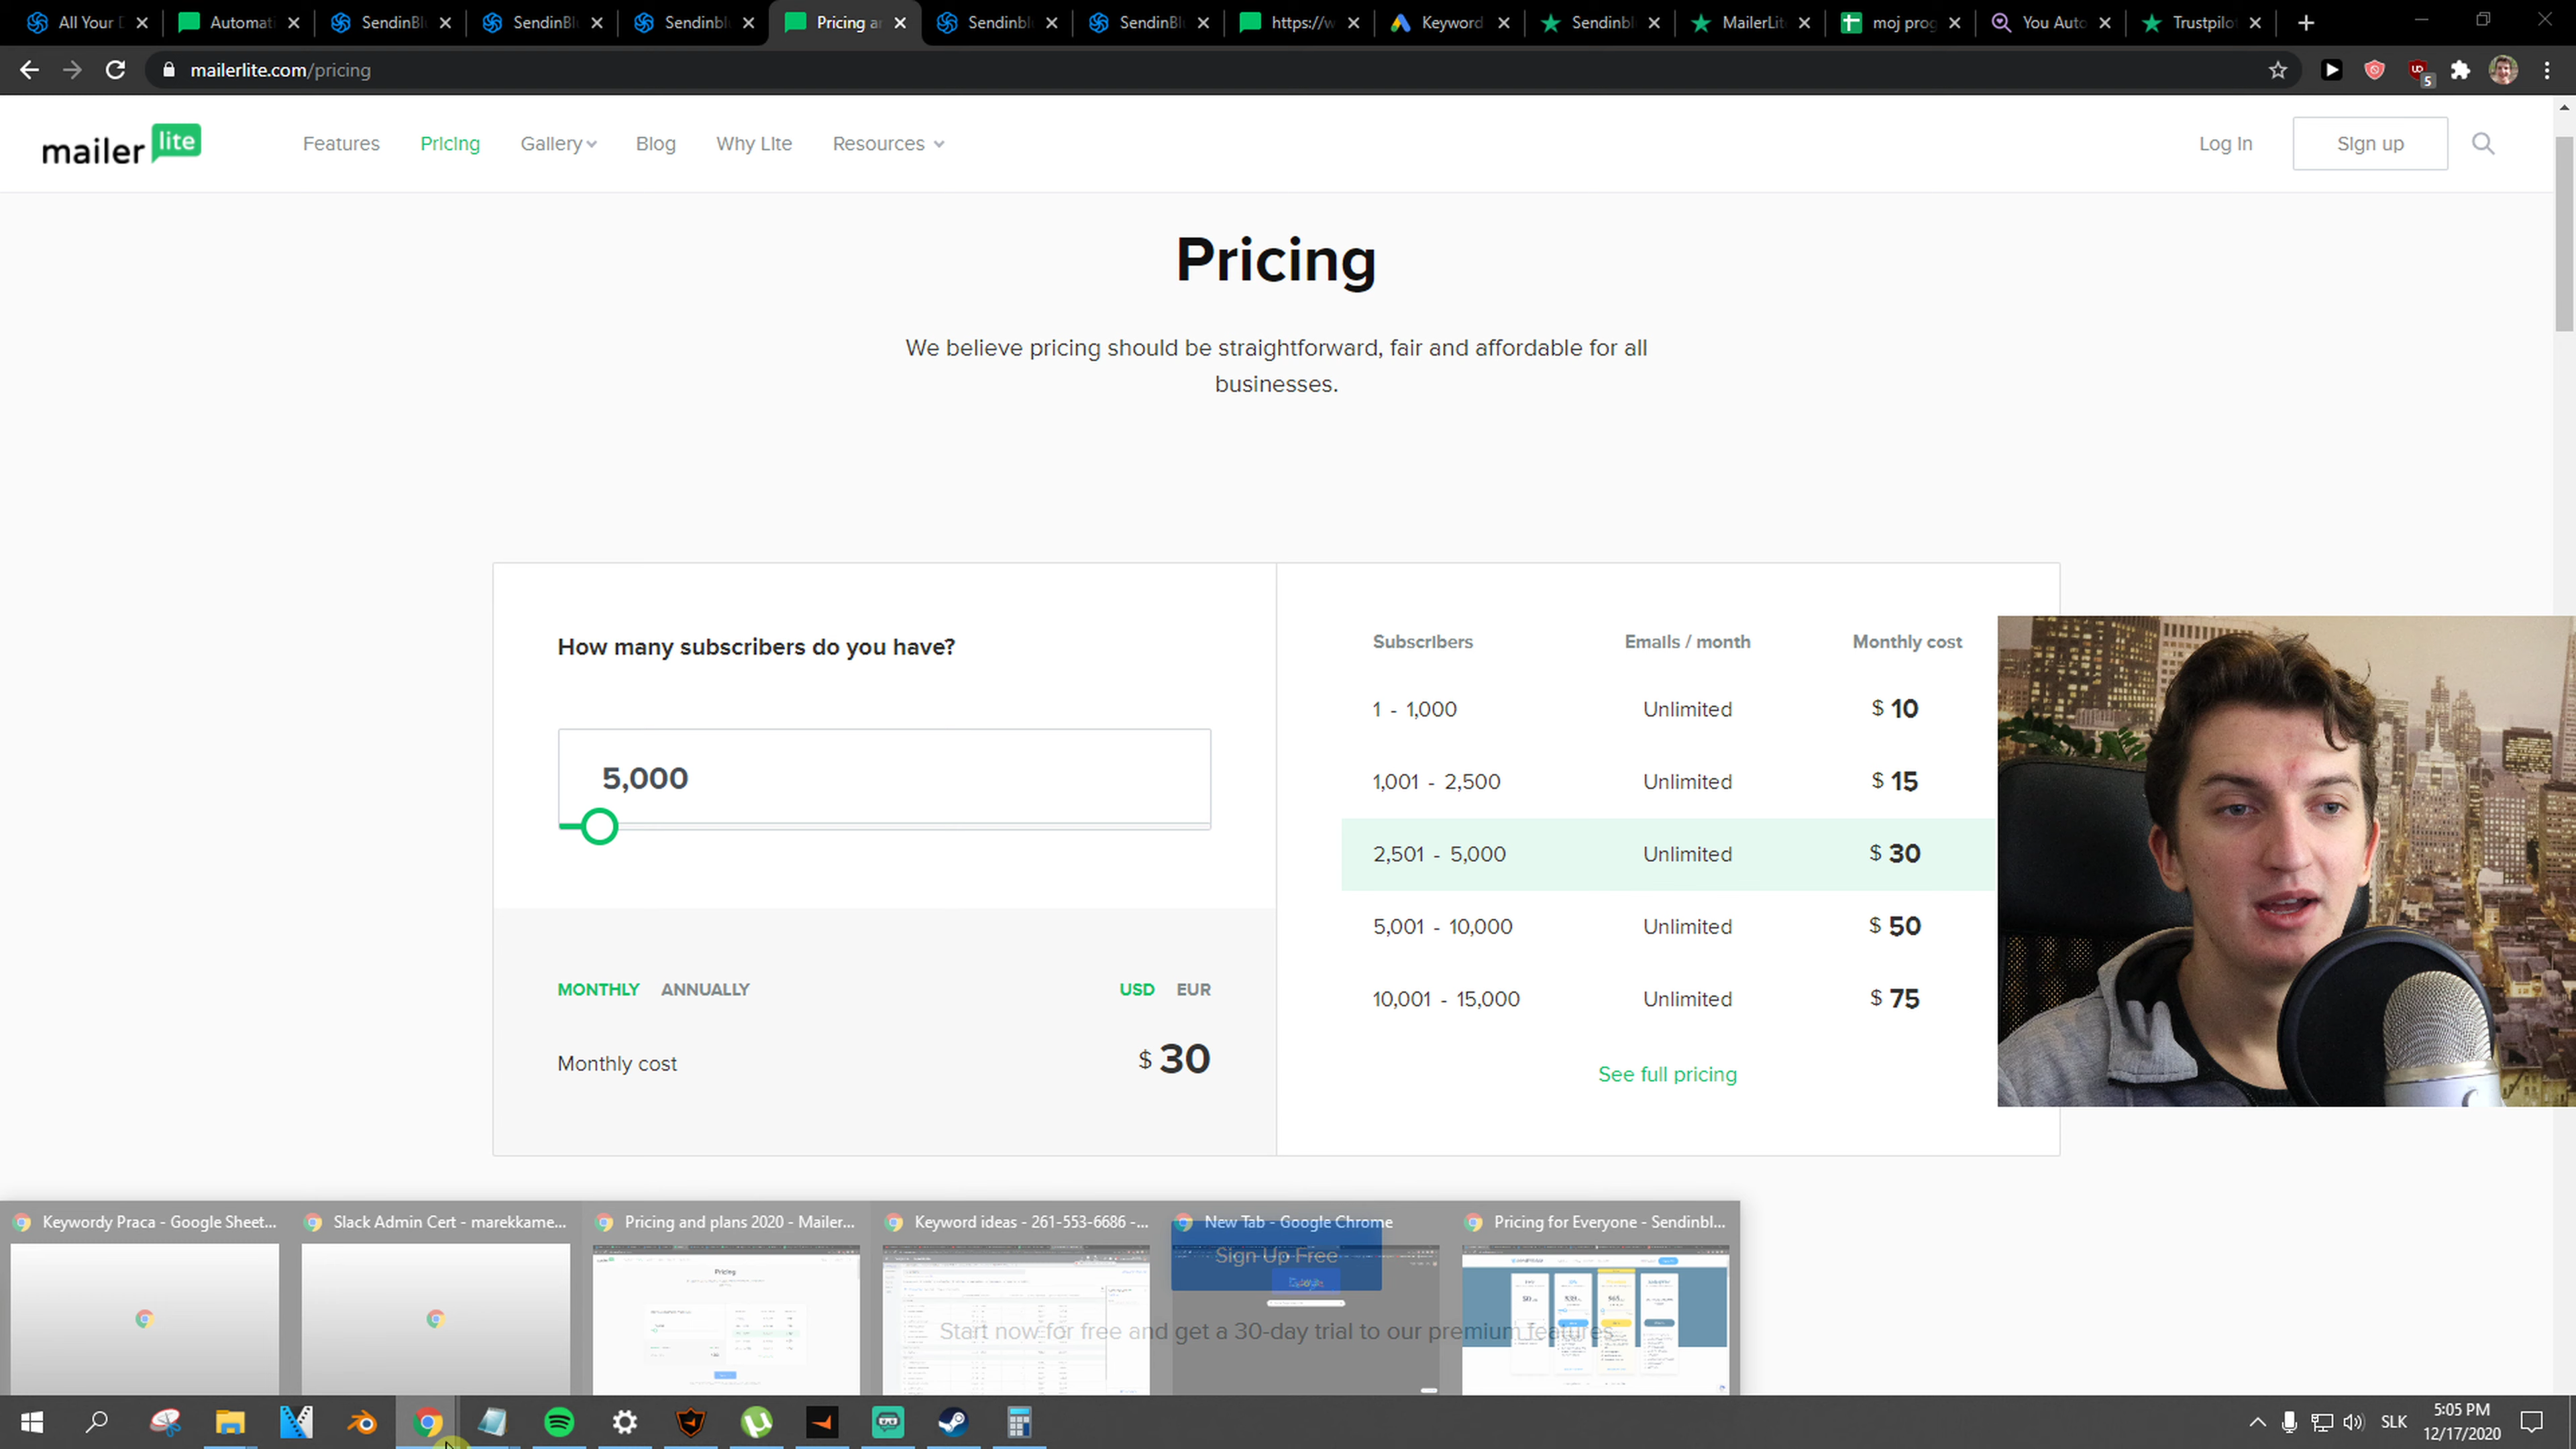 All Your D
Automati
SendinBl
SendinBl
Sendinbl
Pricing an
Sendinbl
SendinBl
https://w
Keyword
Sendinbl
MailerLit
moj prog
You Auto
Trustpilo
mailerlite.com/pricing
5
mailer lite
Features
Pricing
Gallery
Blog
Why Lite
Resources
Log In
Sign up
Pricing
We believe pricing should be straightforward, fair and affordable for all
businesses.
How many subscribers do you have?
5,000
MONTHLY ANNUALLY
USD EUR
Monthly cost
$ 30
Subscribers Emails / month Monthly cost
1 - 1,000 Unlimited $ 10
1,001 - 2,500 Unlimited $ 15
2,501 - 5,000 Unlimited $ 30
5,001 - 10,000 Unlimited $ 50
10,001 - 15,000 Unlimited $ 75
See full pricing
Keywordy Praca - Google Sheet...
Slack Admin Cert - marekkame...
Pricing and plans 2020 - Mailer...
Keyword ideas - 261-553-6686 -...
New Tab - Google Chrome
Pricing for Everyone - Sendinbl...
Sign Up Free
Pricing
Start now for free and get a 30-day trial to our premium features
SLK
5:05 PM
12/17/2020